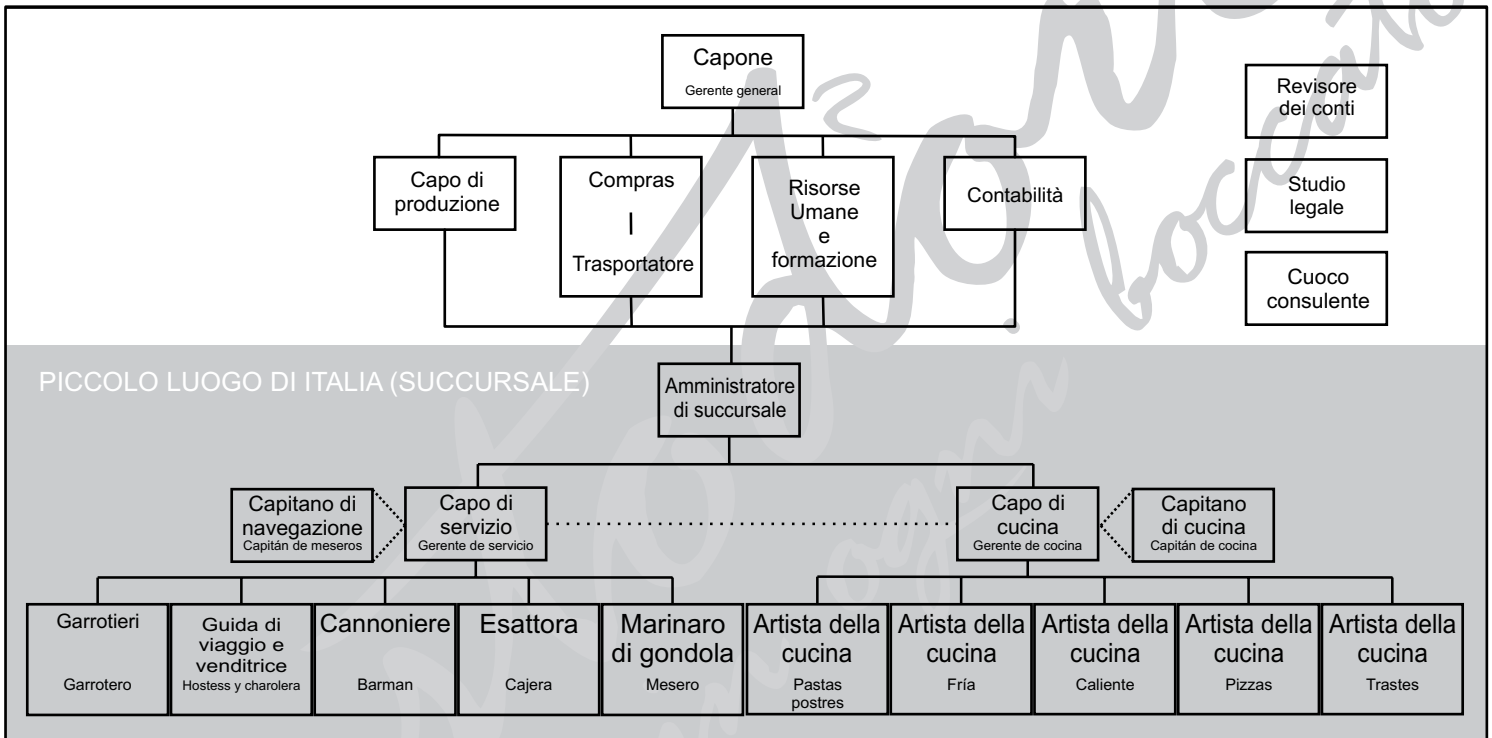 Capone
Gerente general
Revisore
dei conti
Capo di
produzione
Compras
Trasportatore
Risorse
Umane
e
formazione
Contabilità
Studio
legale
Cuoco
consulente
PICCOLO LUOGO DI ITALIA (SUCCURSALE)
Amministratore
di succursale
Capitano di
navegazione
Capitán de meseros
Capo di
servizio
Gerente de servicio
Capo di
cucina
Gerente de cocina
Capitano
di cucina
Capitán de cocina
Garrotieri
Garrotero
Guida di
viaggio e
venditrice
Hostess y charolera
Cannoniere
Barman
Esattora
Cajera
Marinaro
di gondola
Mesero
Artista della
cucina
Pastas
postres
Artista della
cucina
Fría
Artista della
cucina
Caliente
Artista della
cucina
Pizzas
Artista della
cucina
Trastes